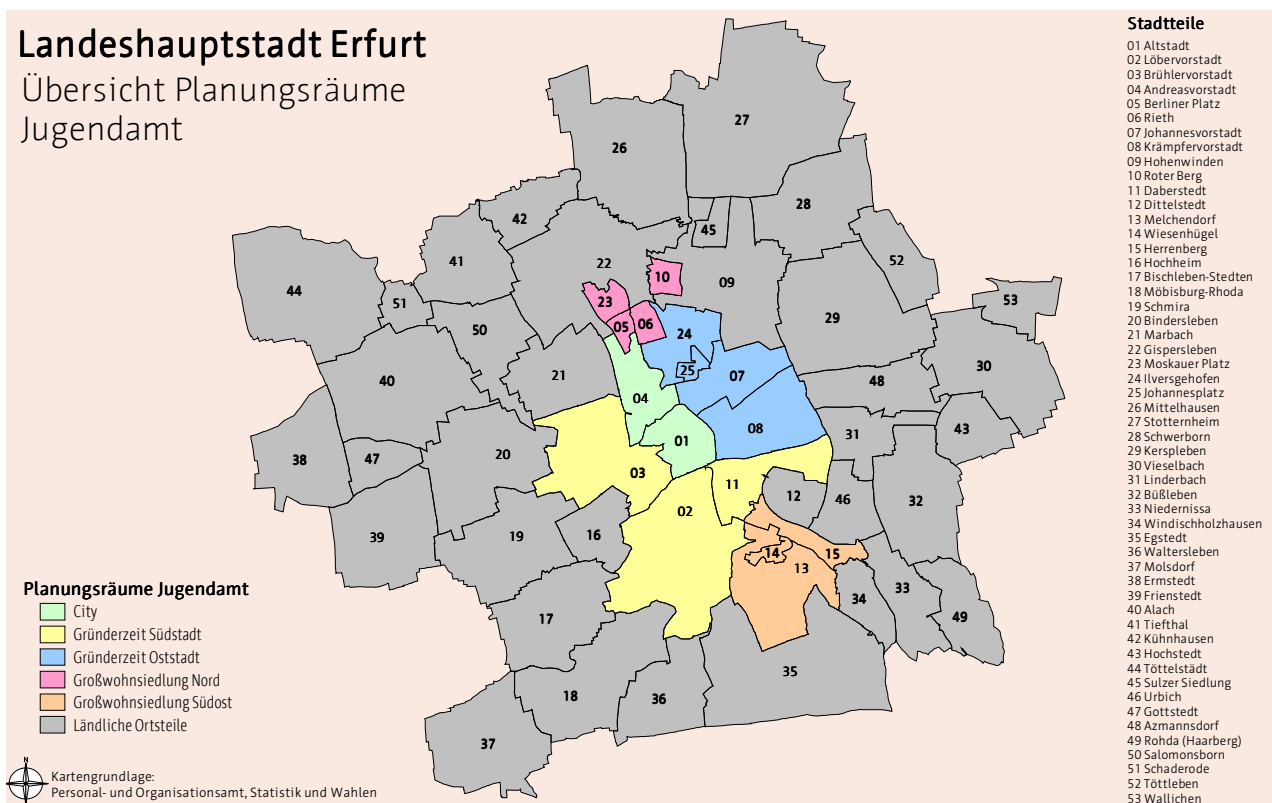 Landeshauptstadt Erfurt
Übersicht Planungsräume
Jugendamt
27
26
28
42
45
41
22
52
44
10
09
51
23
53
50
05
06
24
29
30
25
21
07
40
48
04
08
43
01
31
38
47
20
03
11
12
46
32
02
39
19
16
14
15
13
33
34
17
49
35
18
36
37
Planungsräume Jugendamt
City
Gründerzeit Südstadt
Gründerzeit Oststadt
Großwohnsiedlung Nord
Großwohnsiedlung Südost
Ländliche Ortsteile
N
Kartengrundlage:
Personal- und Organisationsamt, Statistik und Wahlen
Stadtteile
01 Altstadt
02 Löbervorstadt
03 Brühlervorstadt
04 Andreasvorstadt
05 Berliner Platz
06 Rieth
07 Johannesvorstadt
08 Krämpfervorstadt
09 Hohenwinden
10 Roter Berg
11 Daberstedt
12 Dittelstedt
13 Melchendorf
14 Wiesenhügel
15 Herrenberg
16 Hochheim
17 Bischleben-Stedten
18 Möbisburg-Rhoda
19 Schmira
20 Bindersleben
21 Marbach
22 Gispersleben
23 Moskauer Platz
24 Ilversgehofen
25 Johannesplatz
26 Mittelhausen
27 Stotternheim
28 Schwerborn
29 Kerspleben
30 Vieselbach
31 Linderbach
32 Büßleben
33 Niedernissa
34 Windischholzhausen
35 Egstedt
36 Waltersleben
37 Molsdorf
38 Ermstedt
39 Frienstedt
40 Alach
41 Tiefthal
42 Kühnhausen
43 Hochstedt
44 Töttelstädt
45 Sulzer Siedlung
46 Urbich
47 Gottstedt
48 Azmannsdorf
49 Rohda (Haarberg)
50 Salomonsborn
51 Schaderode
52 Töttleben
53 Wallichen